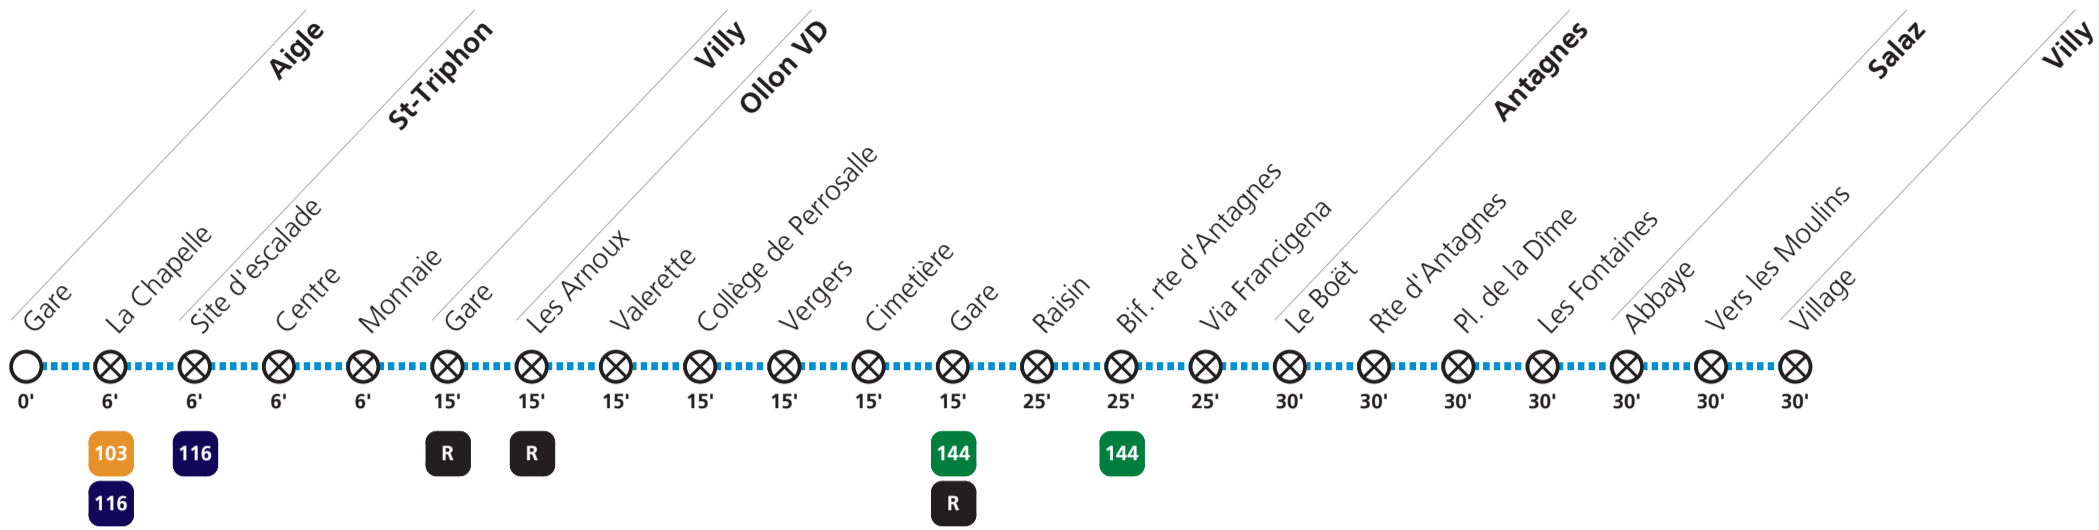 Aigle
St-Triphon
Villy
Ollon VD
Antagnes
Salaz
Villy
Gare
La Chapelle
Site d'escalade
Centre
Monnaie
Gare
Les Arnoux
Valerette
Collège de Perrosalle
Vergers
Cimetière
Gare
Raisin
Bif. rte d'Antagnes
Via Francigena
Le Boët
Rte d'Antagnes
Pl. de la Dîme
Les Fontaines
Abbaye
Vers les Moulins
Village
0' 6' 6' 6' 6' 15' 15' 15' 15' 15' 15' 15' 25' 25' 25' 30' 30' 30' 30' 30' 30' 30'
103 116 R R 144 144
116 R